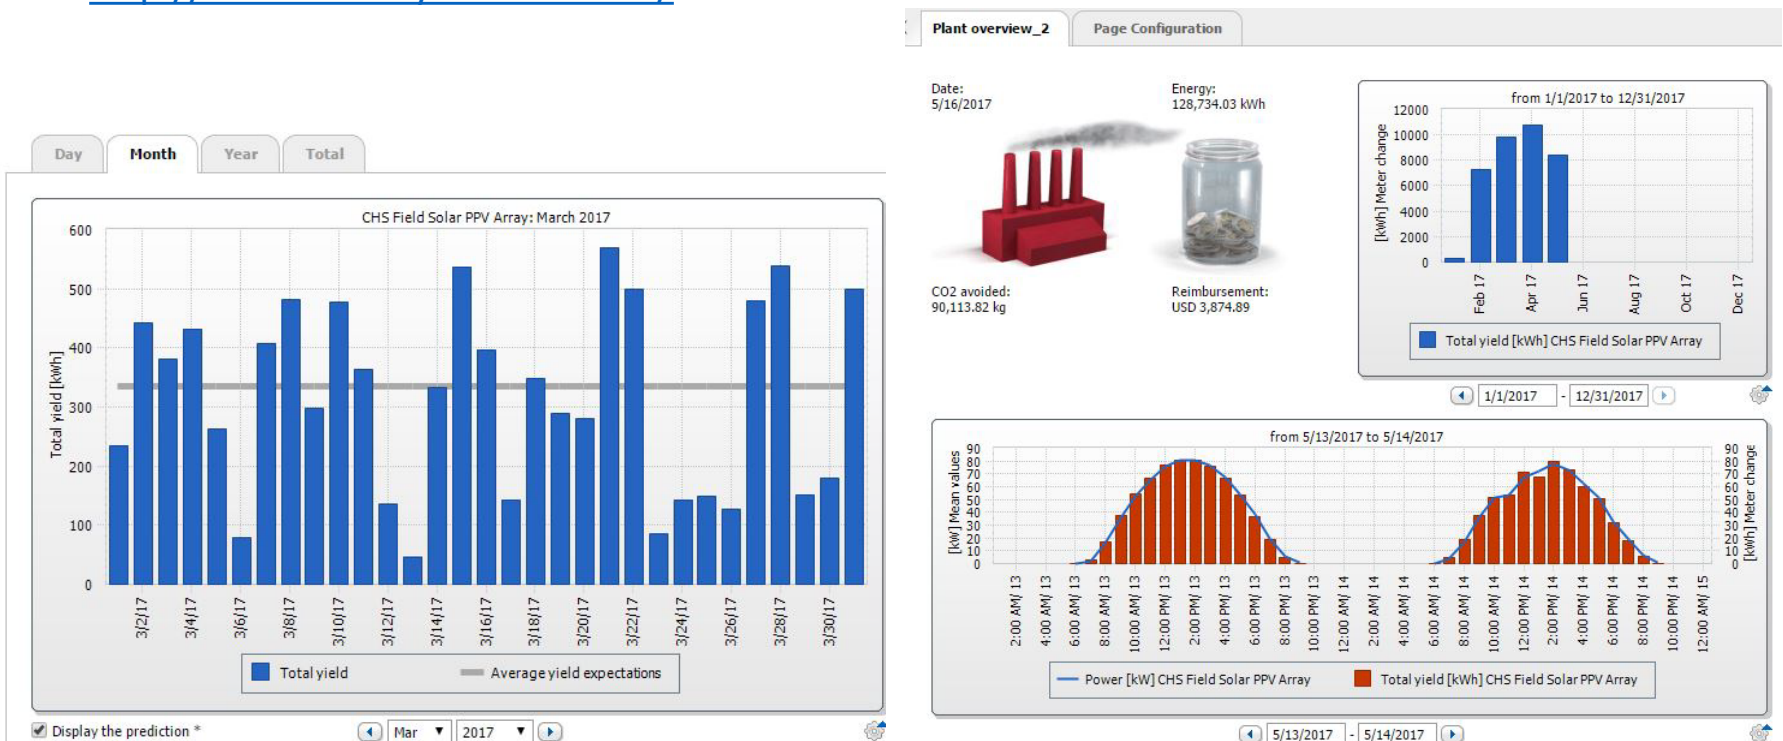 Day Month Year Total
CHS Field Solar PPV Array: March 2017
Total yield [kWh]
600
500
400
300
200
100
0
3/2/17 3/4/17 3/6/17 3/8/17 3/10/17 3/12/17 3/14/17 3/16/17 3/18/17 3/20/17 3/22/17 3/24/17 3/26/17 3/28/17 3/30/17
Total yield Average yield expectations
Display the prediction *
Mar 2017
Plant overview_2 Page Configuration
Date:
5/16/2017
Energy:
128,734.03 kWh
CO2 avoided:
90,113.82 kg
Reimbursement:
USD 3,874.89
from 1/1/2017 to 12/31/2017
[kWh] Meter change
12000
10000
8000
6000
4000
2000
0
Feb 17 Apr 17 Jun 17 Aug 17 Oct 17 Dec 17
Total yield [kWh] CHS Field Solar PPV Array
1/1/2017 - 12/31/2017
from 5/13/2017 to 5/14/2017
[kW] Mean values
90
80
70
60
50
40
30
20
10
0
90
80
70
60
50
40
30
20
10
0
[kWh] Meter change
2:00 AM/ 13 4:00 AM/ 13 6:00 AM/ 13 8:00 AM/ 13 10:00 AM/ 13 12:00 PM/ 13 2:00 PM/ 13 4:00 PM/ 13 6:00 PM/ 13 8:00 PM/ 13 10:00 PM/ 13 12:00 AM/ 14 2:00 AM/ 14 4:00 AM/ 14 6:00 AM/ 14 8:00 AM/ 14 10:00 AM/ 14 12:00 PM/ 14 2:00 PM/ 14 4:00 PM/ 14 6:00 PM/ 14 8:00 PM/ 14 10:00 PM/ 14 12:00 AM/ 15
Power [kW] CHS Field Solar PPV Array Total yield [kWh] CHS Field Solar PPV Array
5/13/2017 - 5/14/2017